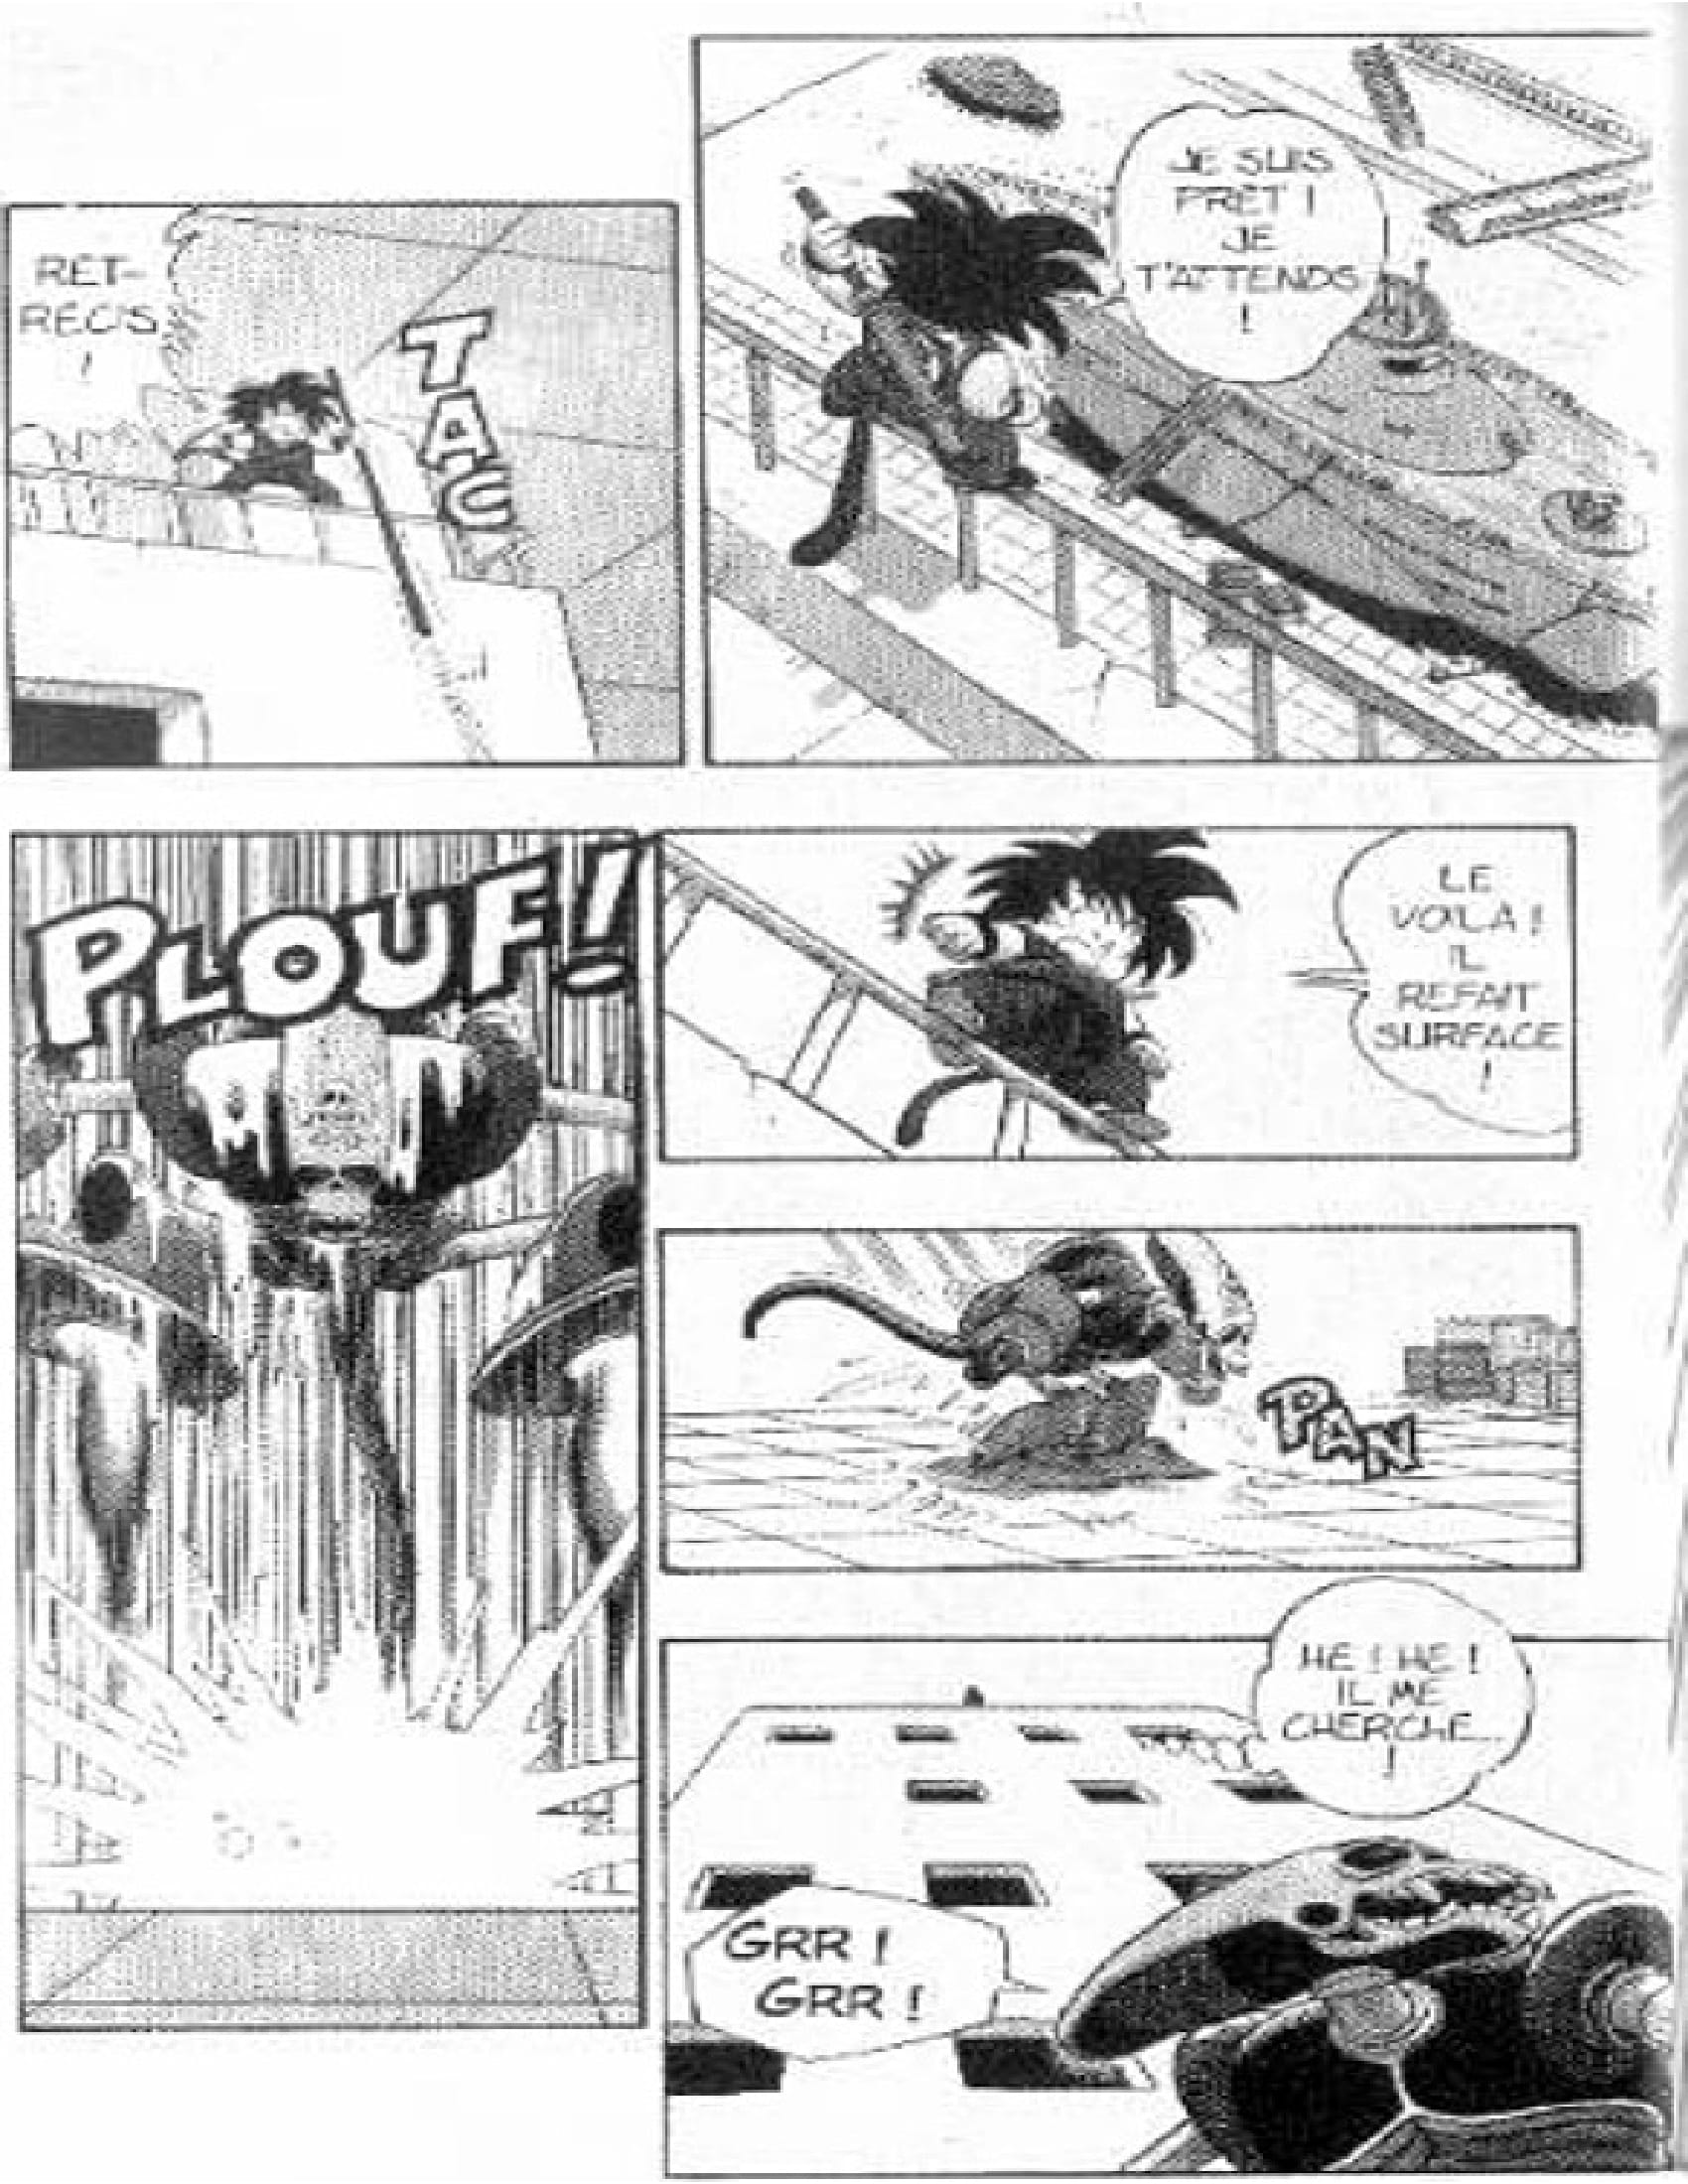 RET-
RECIS
!
TAC
JE SUIS
PRET !
JE
T'ATTENDS
!
PLOUF!
LE
VOILA !
IL
REFAIT
SURFACE
!
PAN
HE ! HE !
IL ME
CHERCHE...
!
GRR !
GRR !